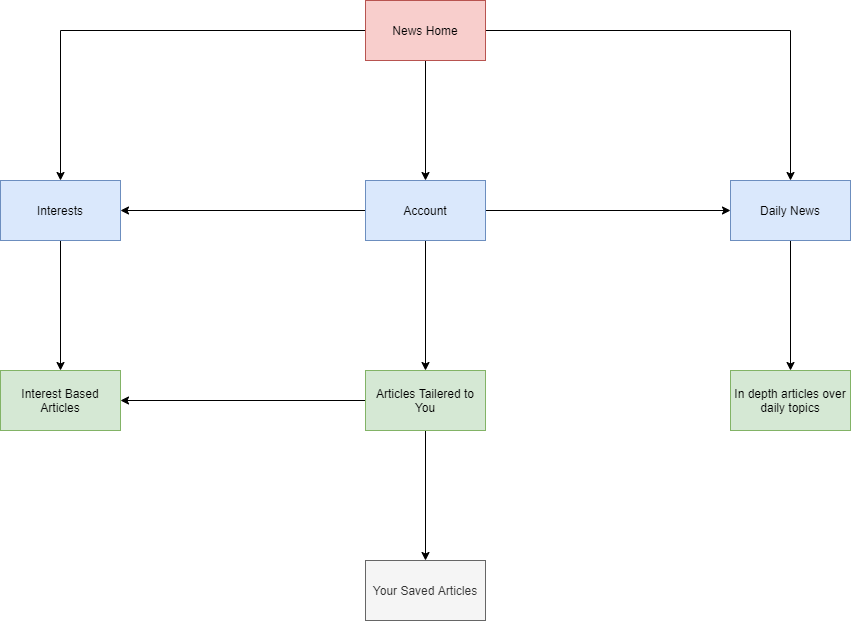 News Home
Interests
Account
Daily News
Interest Based
Articles
Articles Tailered to
You
In depth articles over
daily topics
Your Saved Articles